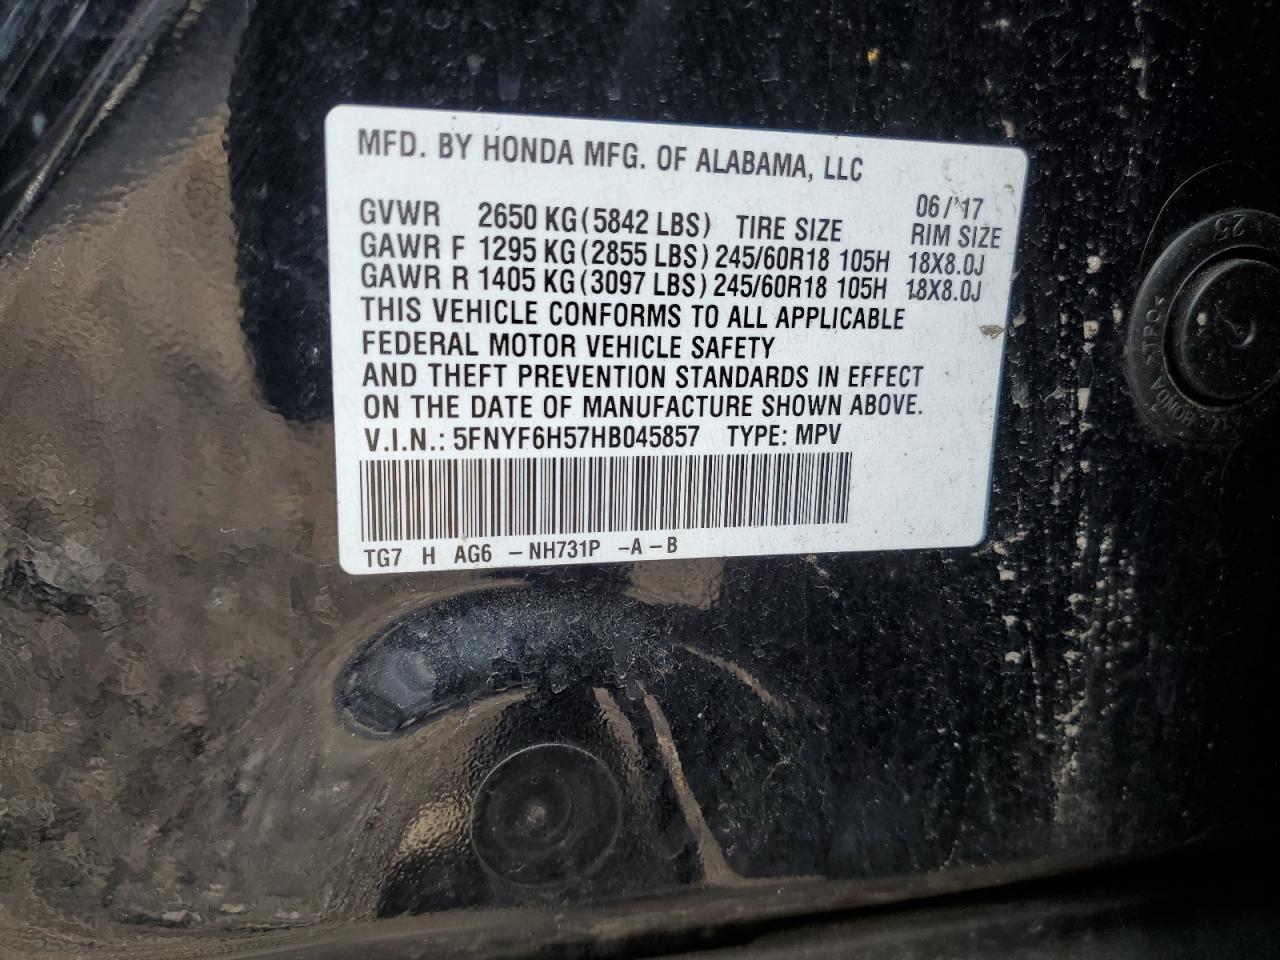 MFD. BY HONDA MFG. OF ALABAMA, LLC
06/'17
GVWR 2650 KG(5842 LBS) TIRE SIZE RIM SIZE
GAWR F 1295 KG(2855 LBS) 245/60R18 105H 18X8.0J
GAWR R 1405 KG(3097 LBS) 245/60R18 105H 18X8.0J
THIS VEHICLE CONFORMS TO ALL APPLICABLE
FEDERAL MOTOR VEHICLE SAFETY
AND THEFT PREVENTION STANDARDS IN EFFECT
ON THE DATE OF MANUFACTURE SHOWN ABOVE.
V.I.N.: 5FNYF6H57HB045857 TYPE: MPV
TG7 H AG6 -NH731P -A-B
25